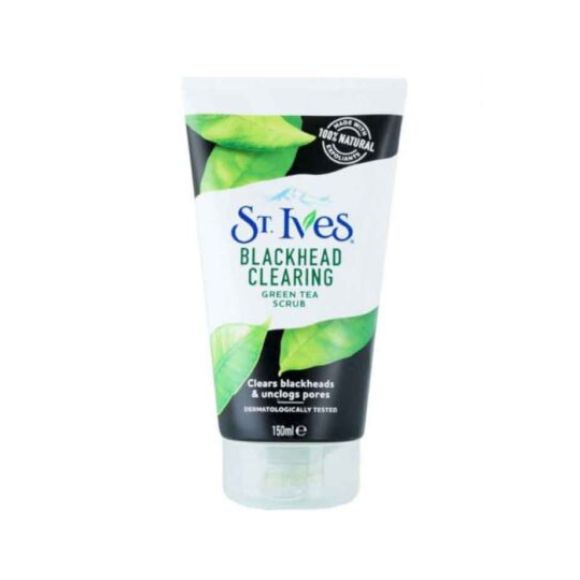 MADE WITH
100% NATURAL
EXFOLIANTS
ST. IVES
BLACKHEAD
CLEARING
GREEN TEA
SCRUB
Clears blackheads
& unclogs pores
DERMATOLOGICALLY TESTED
150ml e